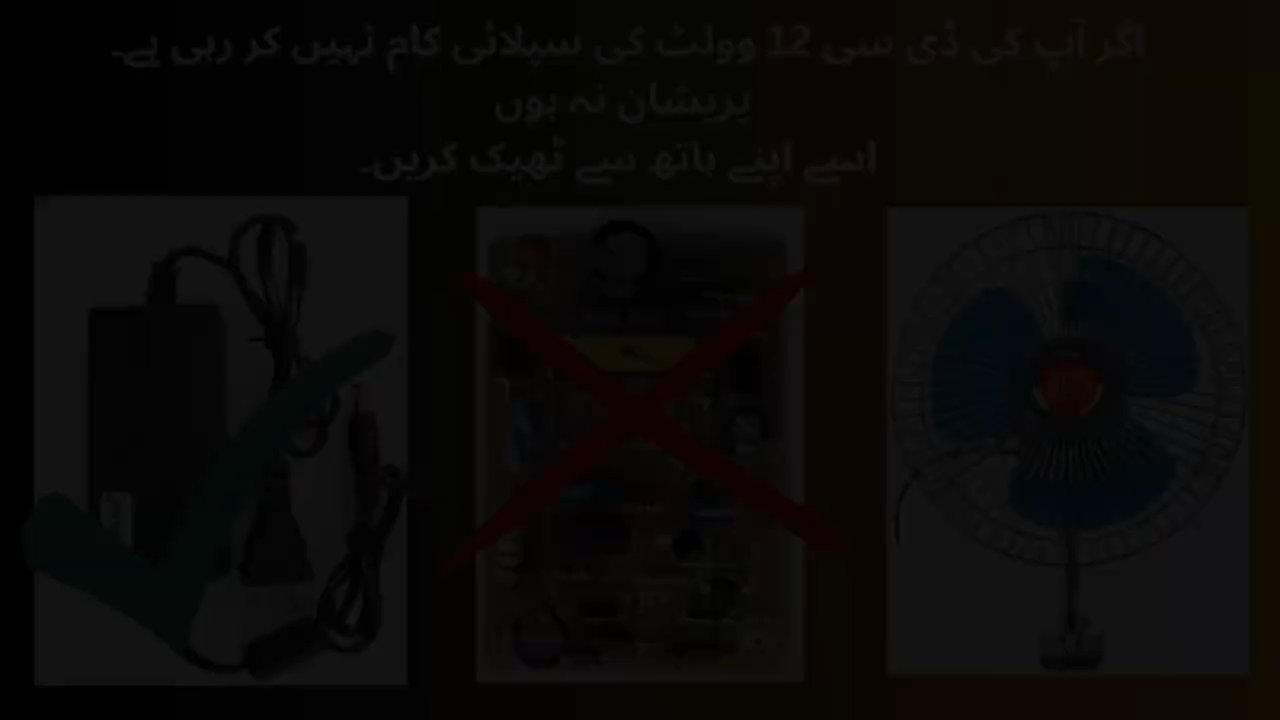 اگر آپ کی ڈی سی 12 وولٹ کی سپلائی کام نہیں کر رہی ہے۔
پریشان نہ ہوں
اسے اپنے ہاتھ سے ٹھیک کریں۔